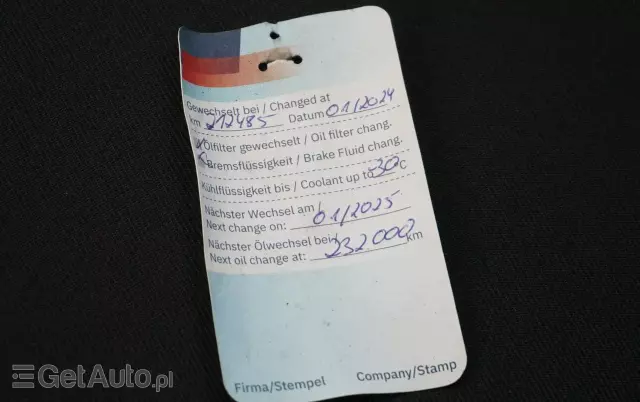 Gewechselt bei / Changed at
km 212485 Datum 01/2024
Ölfilter gewechselt / Oil filter chang.
Bremsflüssigkeit / Brake Fluid chang.
Kühlflüssigkeit bis / Coolant up to 30 C
Nächster Wechsel am/
Next change on: 01/2025
Nächster Ölwechsel bei/
Next oil change at: 232.000 km
Firma/Stempel Company/Stamp
GetAuto.pl